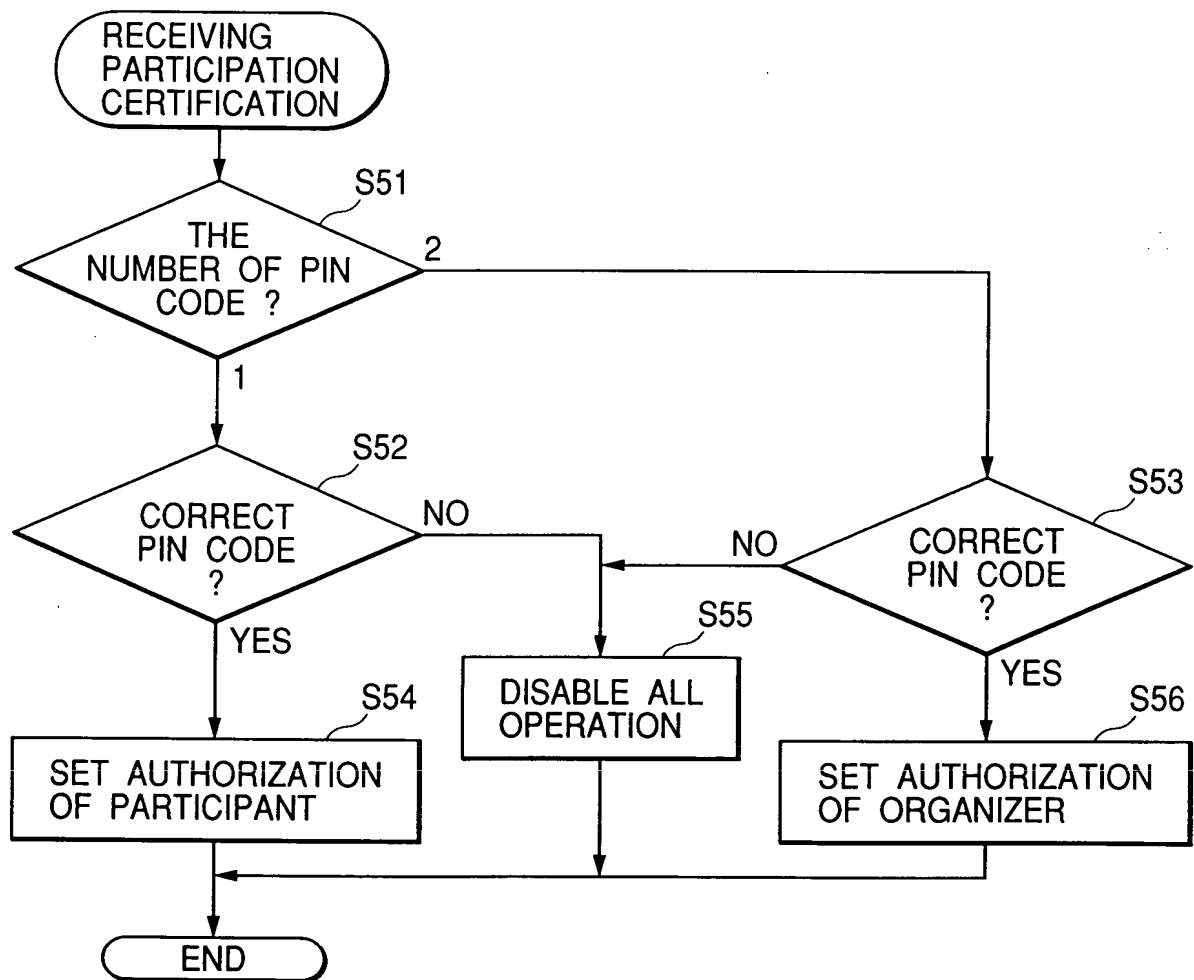 RECEIVING
PARTICIPATION
CERTIFICATION
S51
THE
NUMBER OF PIN
CODE ?
2
1
S52
CORRECT
PIN CODE
?
NO
YES
S53
CORRECT
PIN CODE
?
NO
YES
S55
DISABLE ALL
OPERATION
S54
SET AUTHORIZATION
OF PARTICIPANT
S56
SET AUTHORIZATION
OF ORGANIZER
END